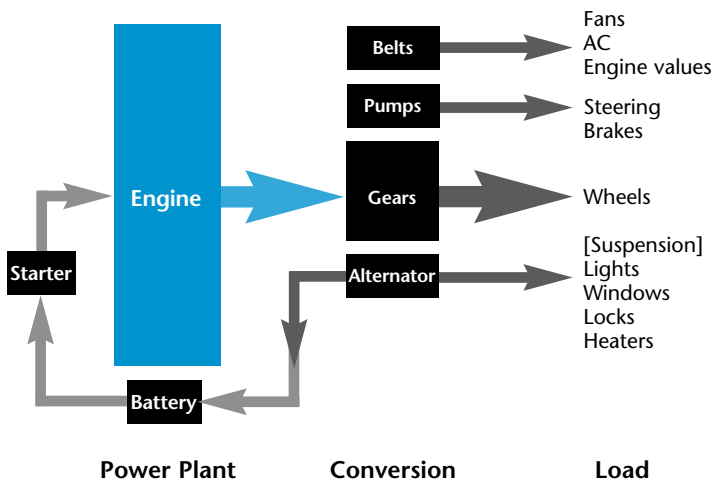 Fans
AC
Engine values
Belts
Pumps
Steering
Brakes
Engine
Gears
Wheels
Starter
Alternator
[Suspension]
Lights
Windows
Locks
Heaters
Battery
Power Plant
Conversion
Load